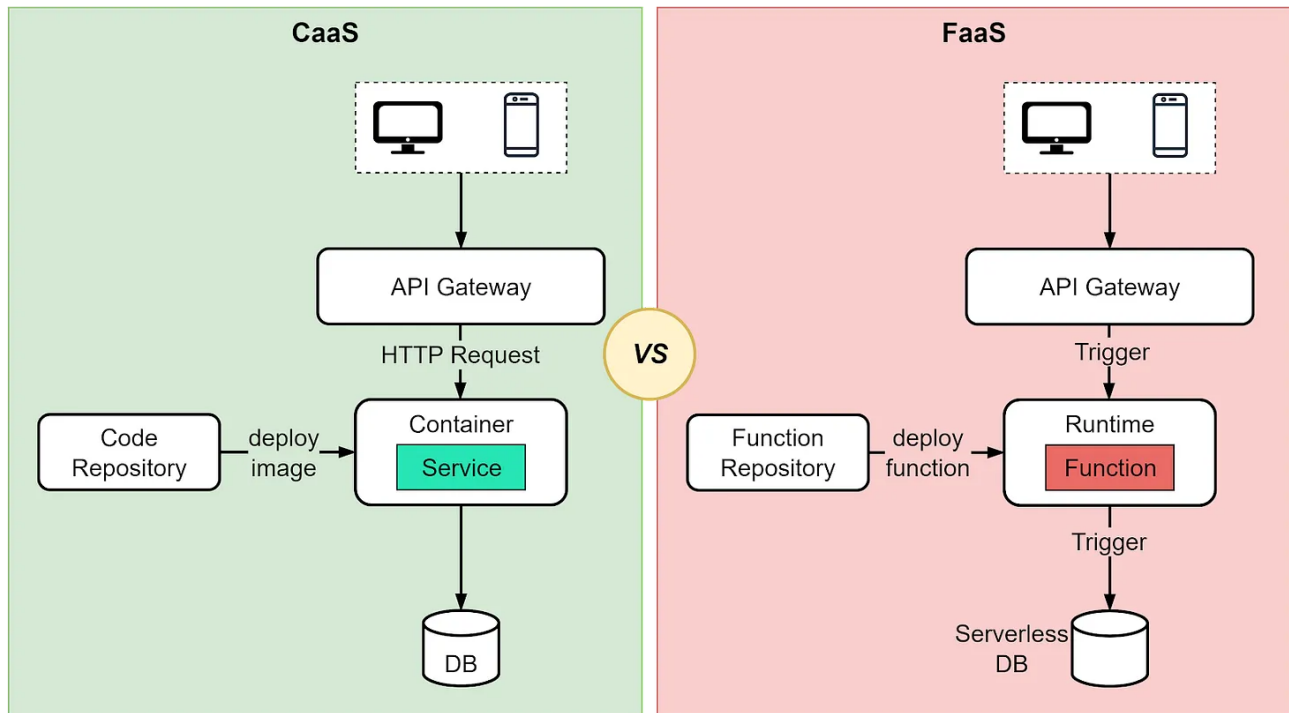 CaaS
API Gateway
HTTP Request
Code
Repository
deploy
image
Container
Service
DB
VS
FaaS
API Gateway
Trigger
Function
Repository
deploy
function
Runtime
Function
Trigger
Serverless
DB